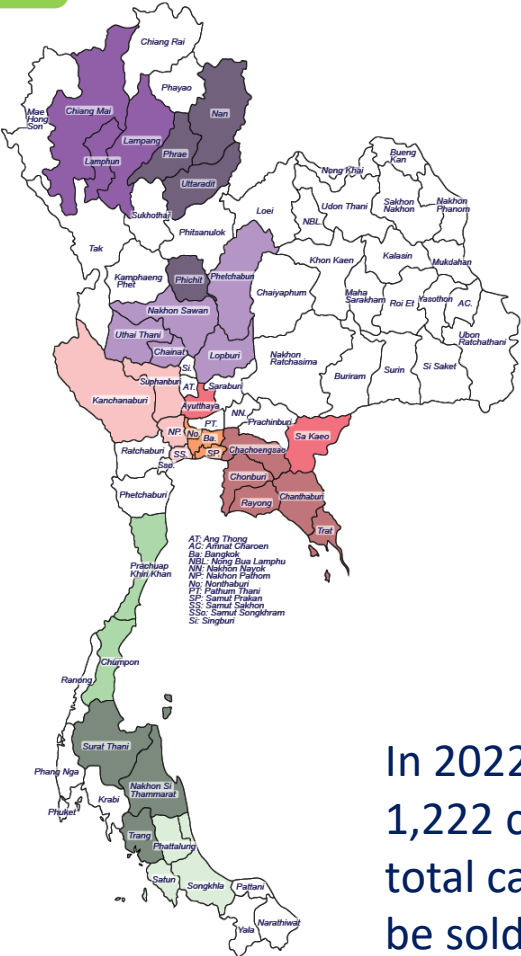 Chiang Rai
Mae
Hong
Son
Chiang Mai
Phayao
Nan
Lampang
Lamphun
Phrae
Uttaradit
Sukhothai
Tak
Phitsanulok
Loei
Nong Khai
Bueng
Kan
NBL.
Udon Thani
Sakhon
Nakhon
Nakhon
Phanom
Kamphaeng
Phet
Phichit
Phetchabun
Khon Kaen
Kalasin
Mukdahan
Chaiyaphum
Maha
Sarakham
Roi Et
Yasothon
AC.
Nakhon Sawan
Uthai Thani
Chainat
Lopburi
Nakhon
Ratchasima
Buriram
Surin
Si Saket
Ubon
Ratchathani
Kanchanaburi
Suphanburi
Si.
AT.
Saraburi
Ayutthaya
NN.
Prachinburi
Sa Kaeo
NP.
No.
PT.
Ba.
SP.
SS.
SSo.
Ratchaburi
Chachoengsao
Chonburi
Rayong
Chanthaburi
Trat
Phetchaburi
Prachuap
Khiri Khan
AT: Ang Thong
AC: Amnat Charoen
Ba: Bangkok
NBL: Nong Bua Lamphu
NN: Nakhon Nayok
NP: Nakhon Pathom
No: Nonthaburi
PT: Pathum Thani
SP: Samut Prakan
SS: Samut Sakhon
SSo: Samut Songkhram
Si: Singburi
Chumpon
Ranong
Surat Thani
Phang Nga
Phuket
Krabi
Nakhon Si
Thammarat
Trang
Phattalung
Satun
Songkhla
Pattani
Yala
Narathiwat
In 2022
1,222 o
total ca
be sold